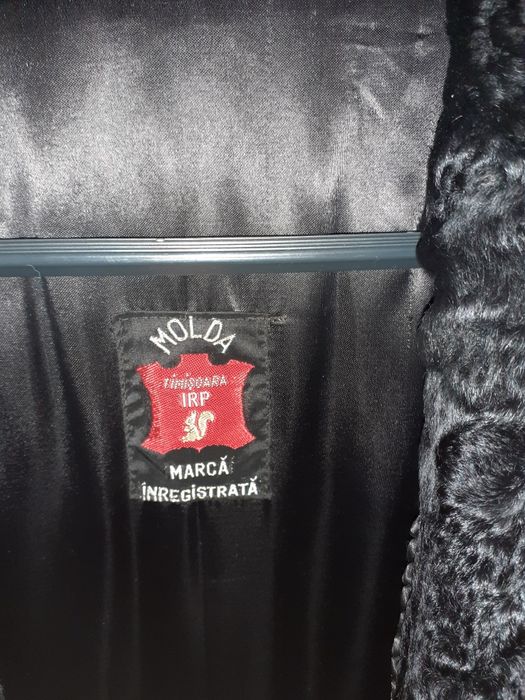 MOLDA
TIMIȘOARA
IRP
MARCĂ
ÎNREGISTRATĂ